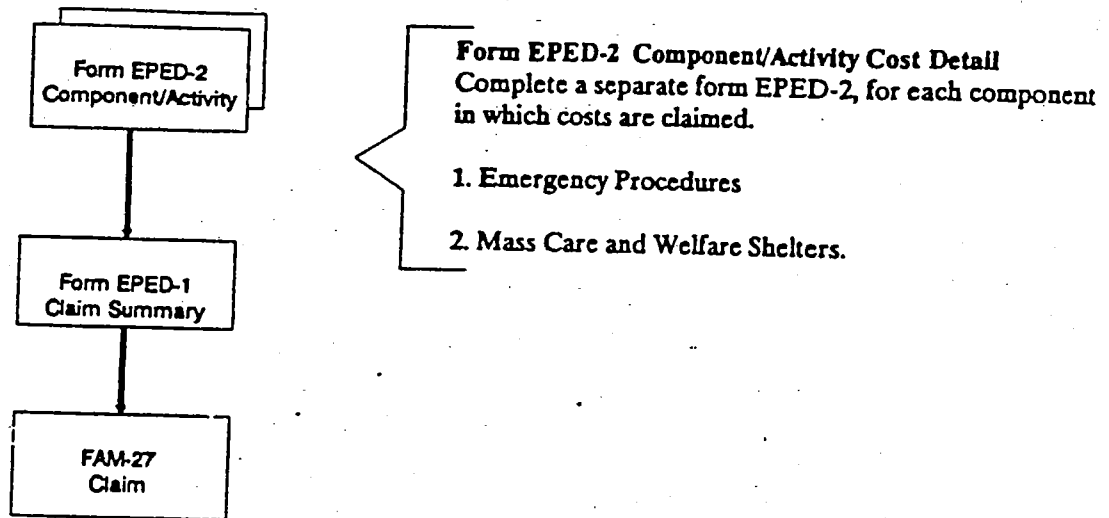 Form EPED-2
Component/Activity
Form EPED-1
Claim Summary
FAM-27
Claim
Form EPED-2 Component/Activity Cost Detail
Complete a separate form EPED-2, for each component
in which costs are claimed.
1. Emergency Procedures
2. Mass Care and Welfare Shelters.